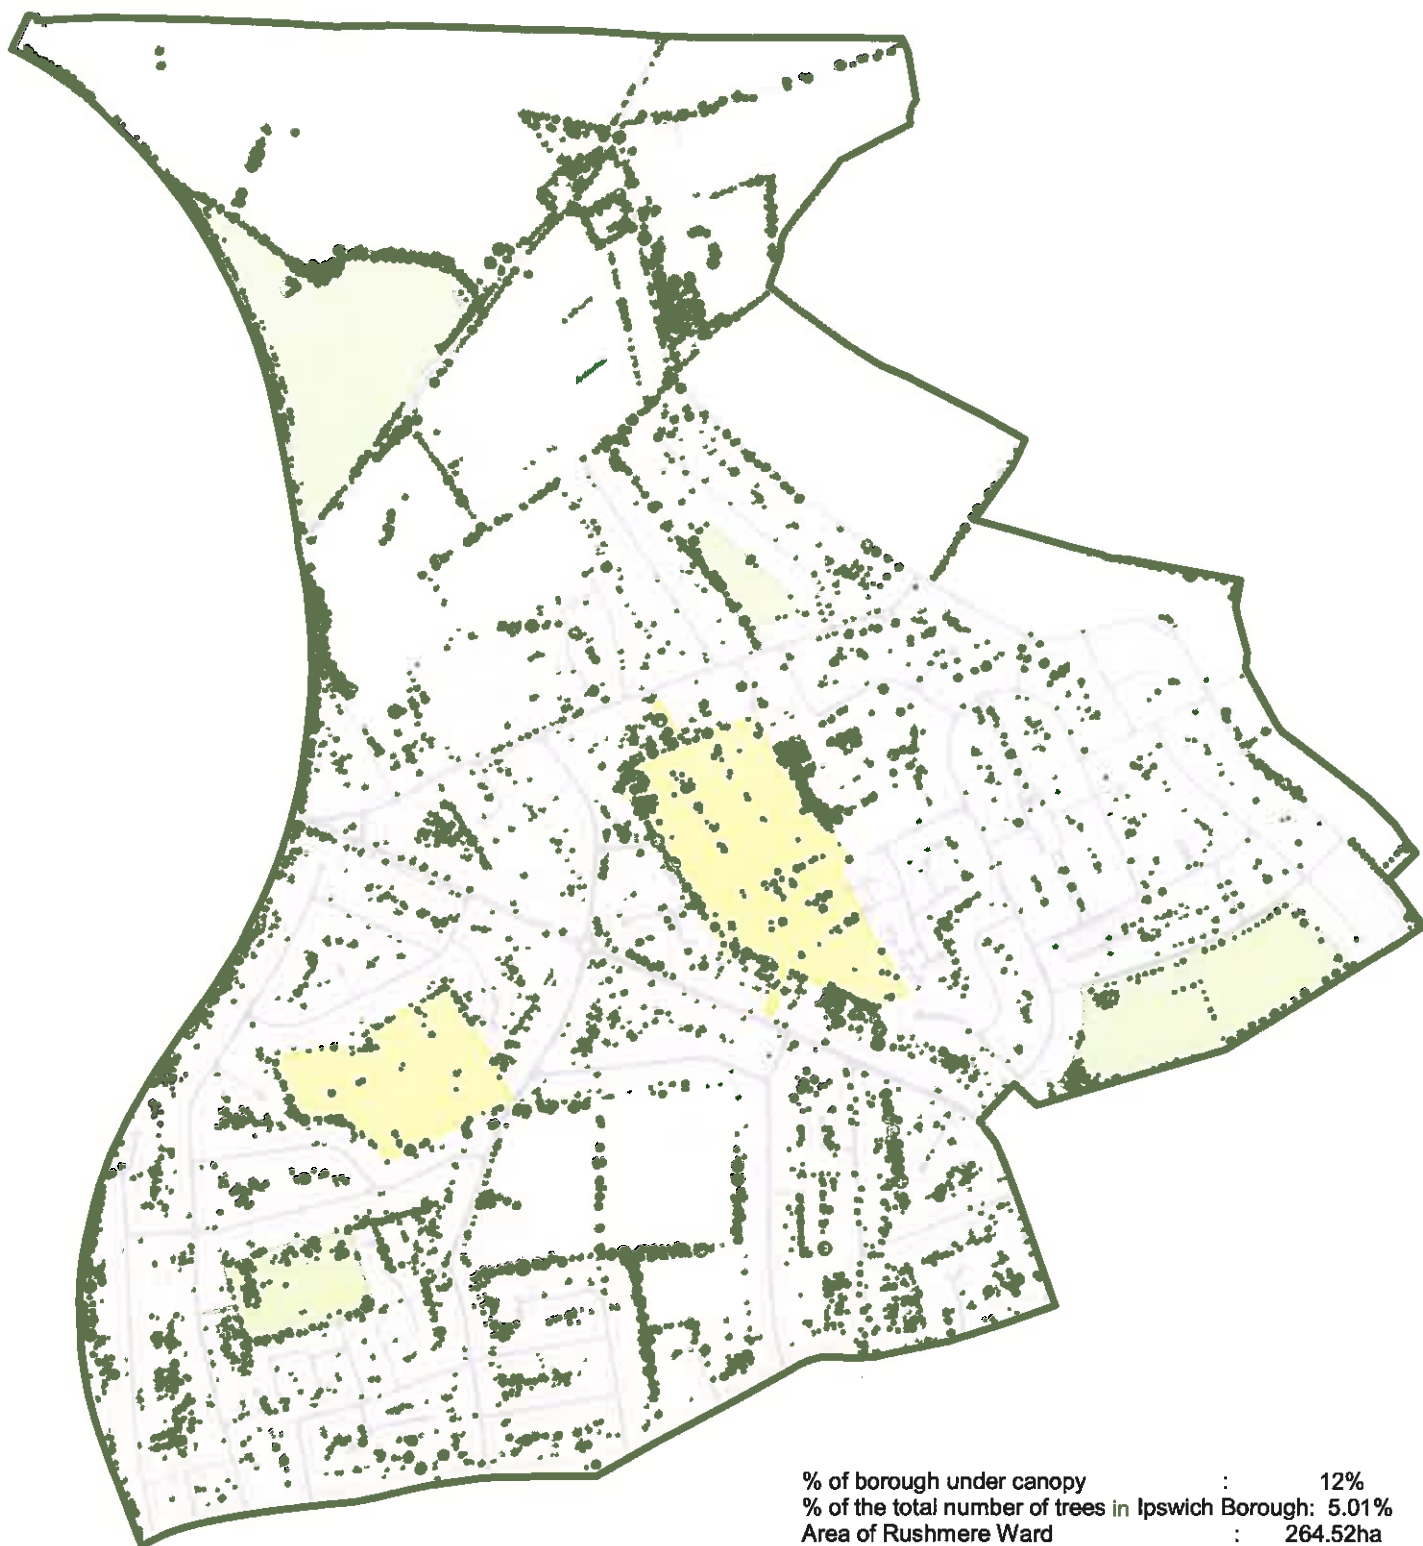 % of borough under canopy : 12%
% of the total number of trees in Ipswich Borough: 5.01%
Area of Rushmere Ward : 264.52ha